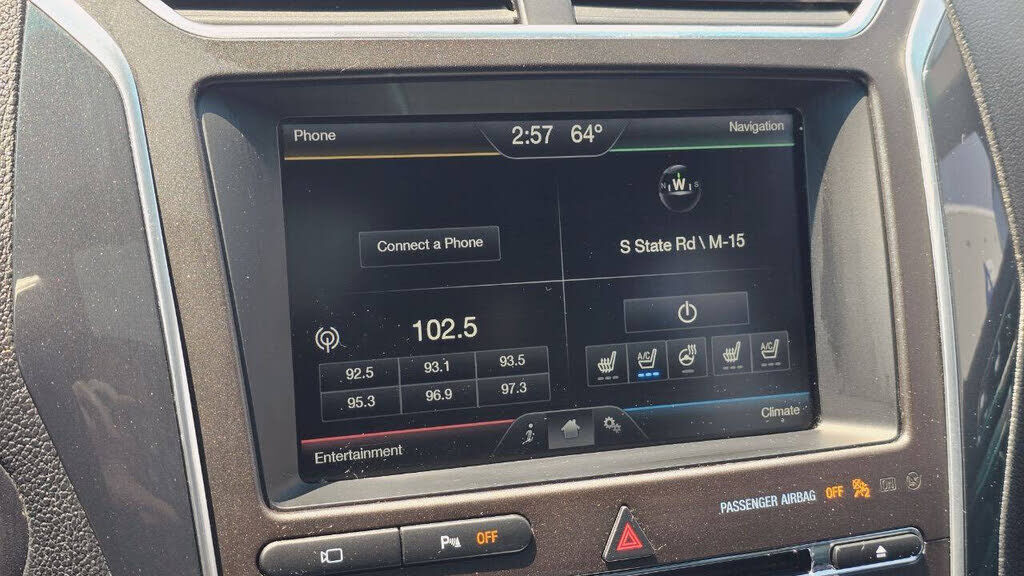 Phone
2:57 64°
Navigation
N W S
Connect a Phone
S State Rd \ M-15
102.5
92.5 93.1 93.5
95.3 96.9 97.3
A/C
A/C
Entertainment
i
Climate
PASSENGER AIRBAG OFF
P OFF